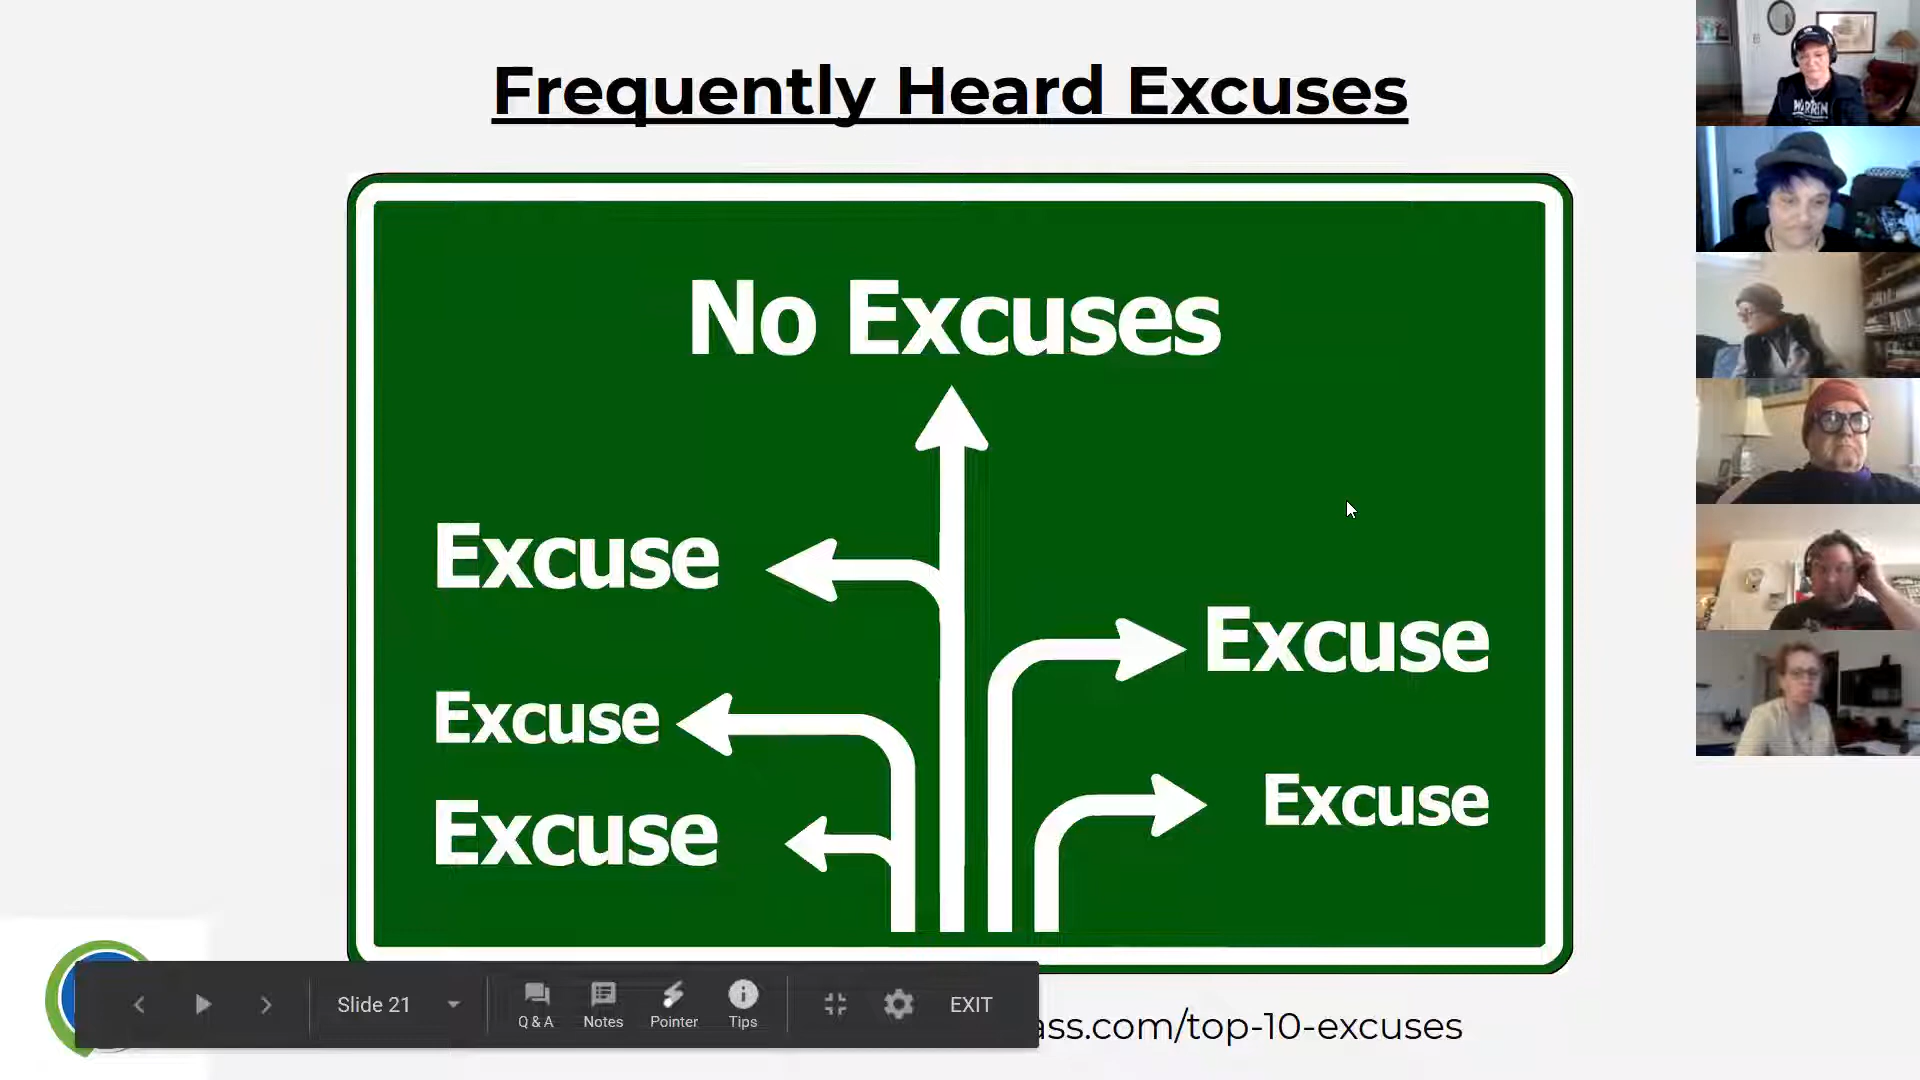 Frequently Heard Excuses
No Excuses
Excuse
Excuse
Excuse
Excuse
Excuse
Slide 21
Q & A
Notes
Pointer
Tips
EXIT
ass.com/top-10-excuses
WARREN